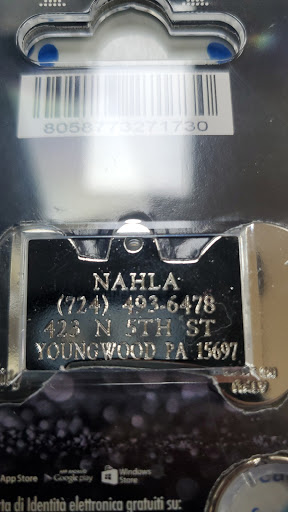 8058773271730
NAHLA
(724) 493-6478
423 N 5TH ST
YOUNGWOOD PA 15697
App Store Google play Windows Store
ta di Identità elettronica gratuiti su: